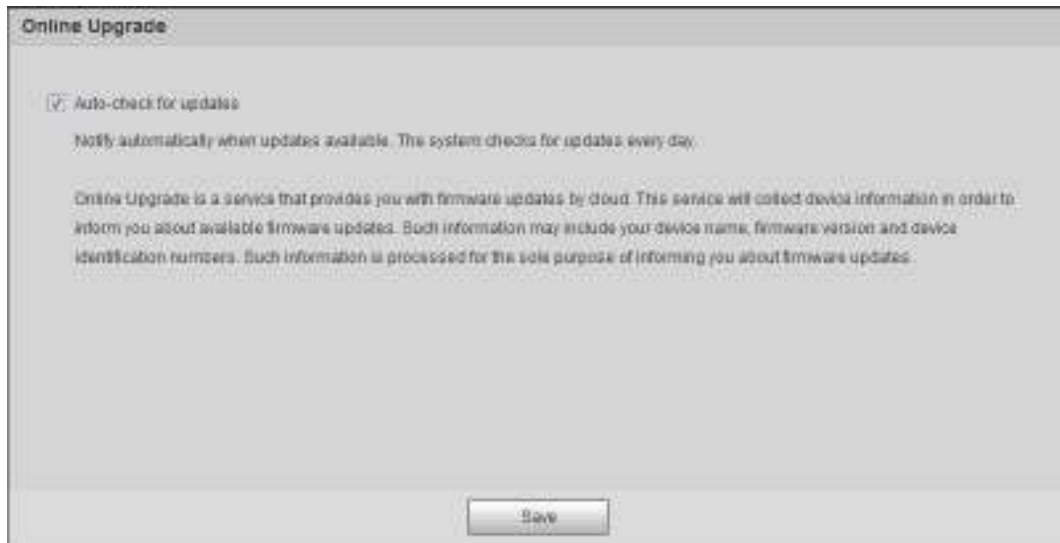 Online Upgrade
Auto-check for updates
Notify automatically when updates available. The system checks for updates every day.
Online Upgrade is a service that provides you with firmware updates by cloud. This service will collect device information in order to
inform you about available firmware updates. Such information may include your device name, firmware version and device
identification numbers. Such information is processed for the sole purpose of informing you about firmware updates.
Save